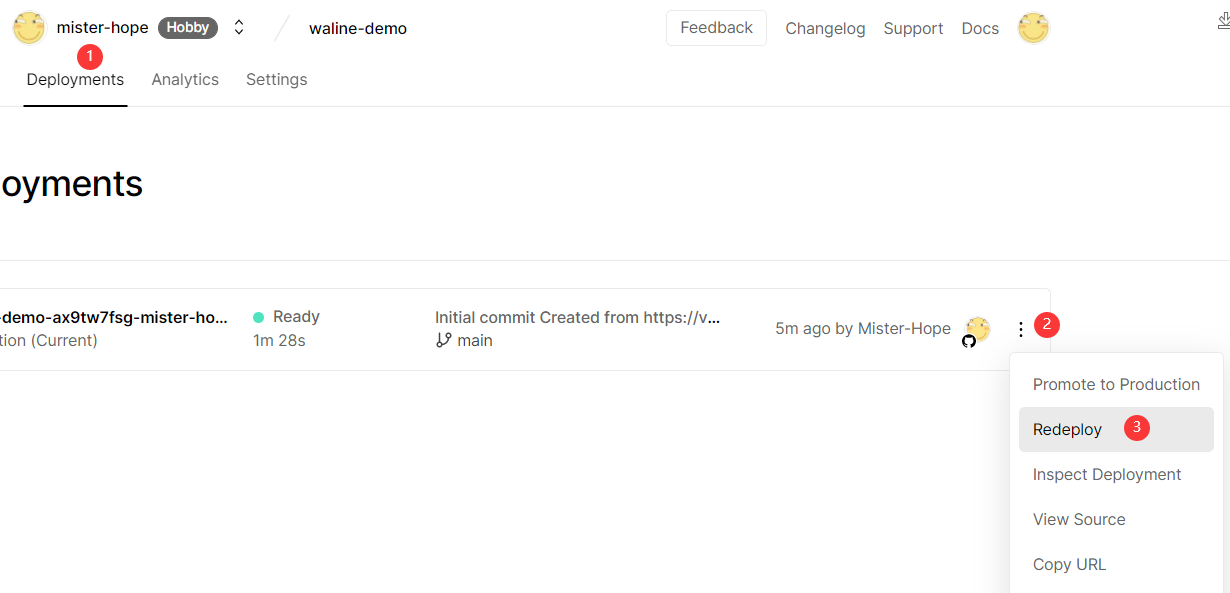 mister-hope Hobby waline-demo Feedback Changelog Support Docs
1
Deployments Analytics Settings
oyments
-demo-ax9tw7fsg-mister-ho... Ready Initial commit Created from https://v...
tion (Current) 1m 28s main
5m ago by Mister-Hope 2
Promote to Production
Redeploy 3
Inspect Deployment
View Source
Copy URL